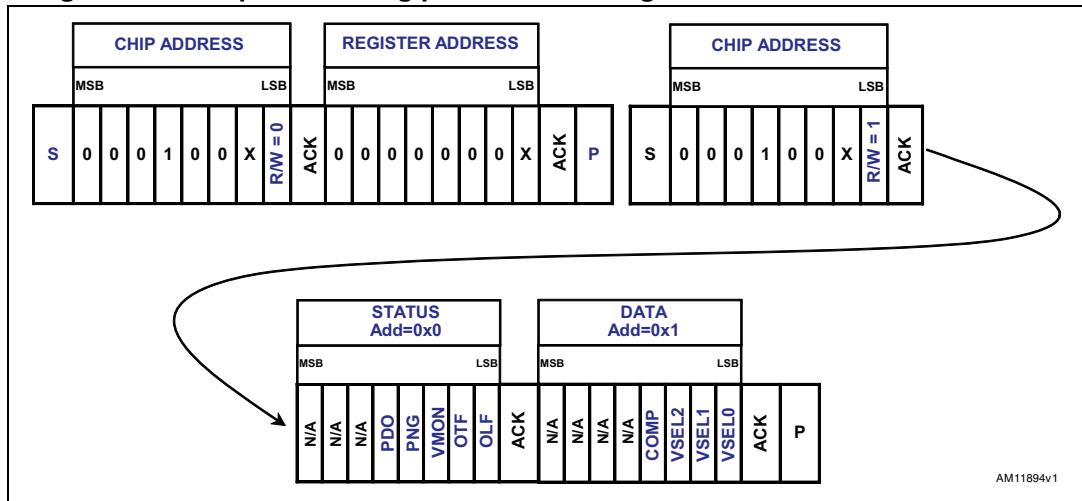 CHIP ADDRESS REGISTER ADDRESS CHIP ADDRESS
MSB LSB MSB LSB MSB LSB
S 0 0 0 1 0 0 X R/W = 0 ACK 0 0 0 0 0 0 0 X ACK P S 0 0 0 1 0 0 X R/W = 1 ACK
STATUS DATA
Add=0x0 Add=0x1
MSB LSB MSB LSB
N/A N/A N/A PDO PNG VMON OTF OLF ACK N/A N/A N/A N/A COMP VSEL2 VSEL1 VSEL0 ACK P
AM11894v1